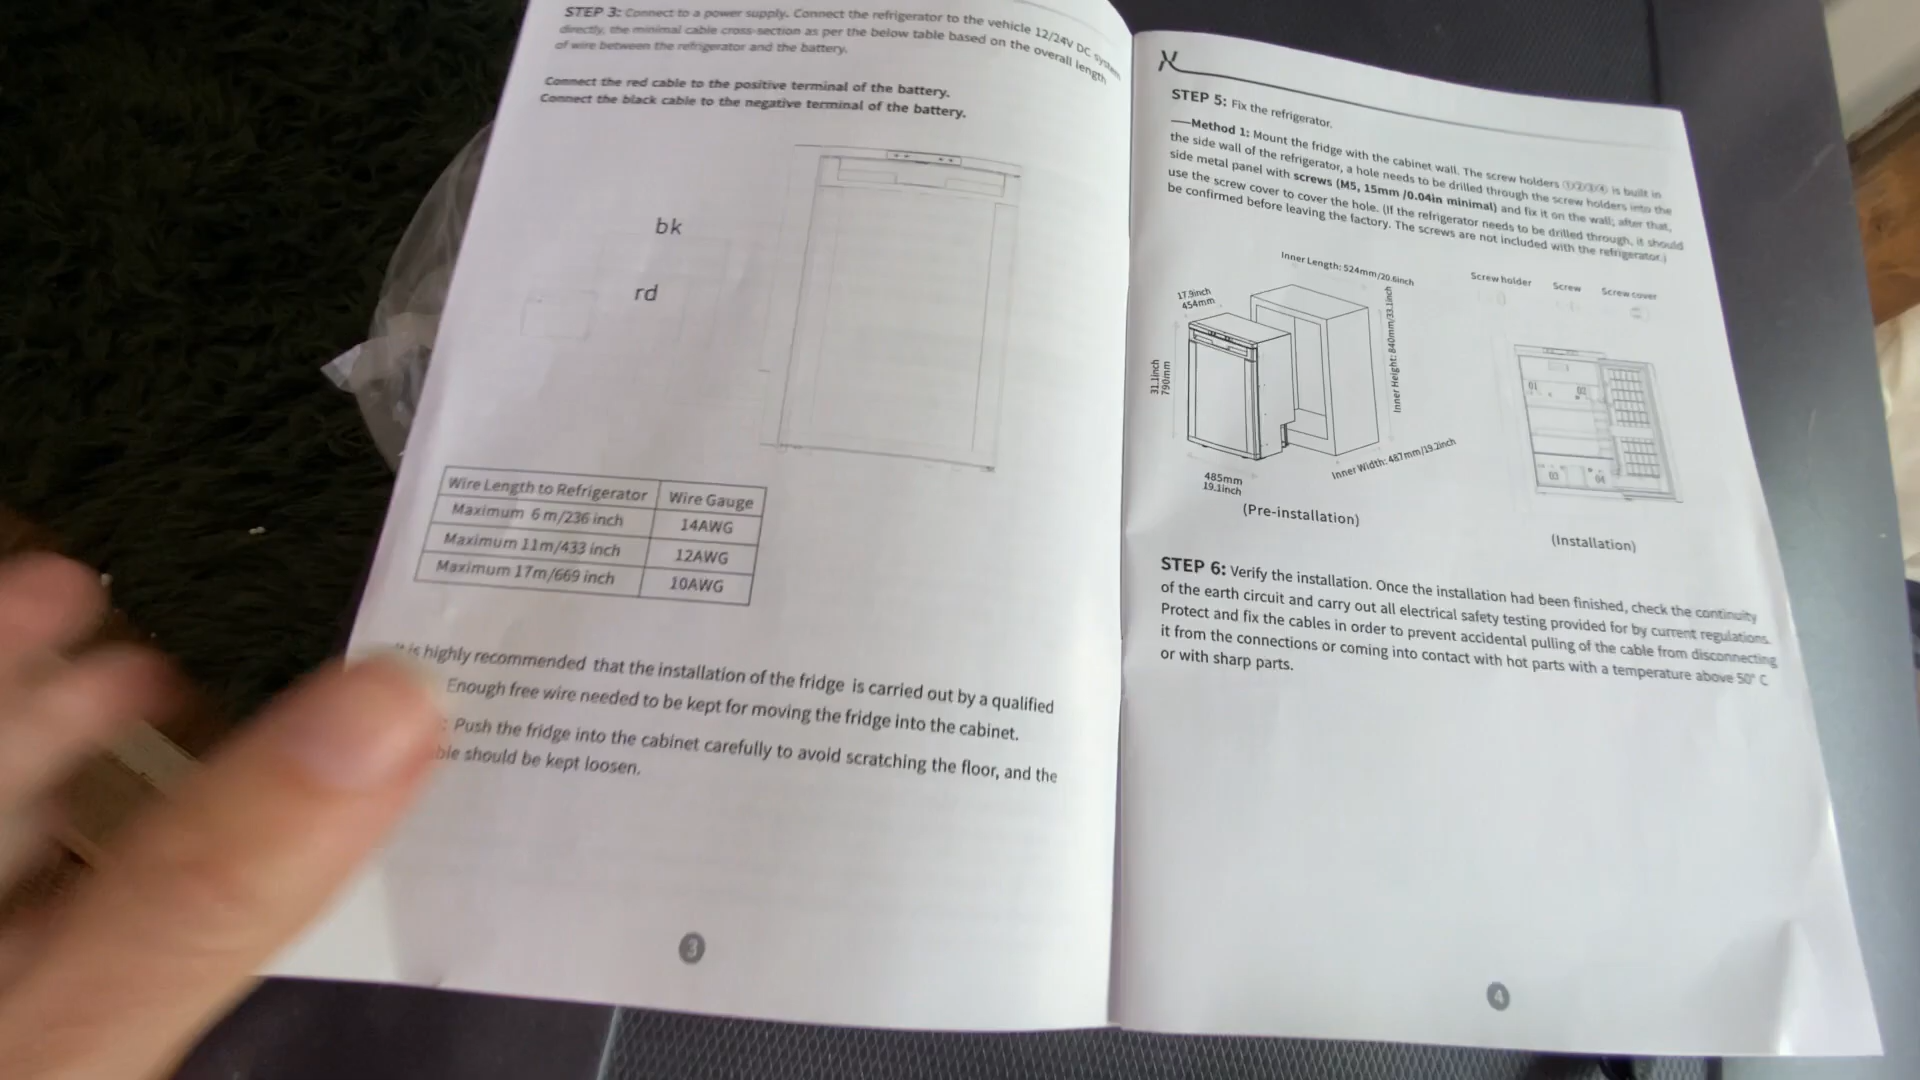 STEP 3: Connect to a power supply. Connect the refrigerator to the vehicle 12/24V DC system
directly, the minimal cable cross-section as per the below table based on the overall length
of wire between the refrigerator and the battery.
Connect the red cable to the positive terminal of the battery.
Connect the black cable to the negative terminal of the battery.
bk
rd
Wire Length to Refrigerator Wire Gauge
Maximum 6 m/236 inch 14AWG
Maximum 11m/433 inch 12AWG
Maximum 17m/669 inch 10AWG
is highly recommended that the installation of the fridge is carried out by a qualified
Enough free wire needed to be kept for moving the fridge into the cabinet.
: Push the fridge into the cabinet carefully to avoid scratching the floor, and the
should be kept loosen.
3
STEP 5: Fix the refrigerator.
—Method 1: Mount the fridge with the cabinet wall. The screw holders ①②③④ is built in
the side wall of the refrigerator, a hole needs to be drilled through the screw holders into the
side metal panel with screws (M5, 15mm /0.04in minimal) and fix it on the wall; after that,
use the screw cover to cover the hole. (If the refrigerator needs to be drilled through, it should
be confirmed before leaving the factory. The screws are not included with the refrigerator.)
Inner Length: 524mm/20.6inch
17.9inch
454mm
31.1inch
790mm
Inner Height: 840mm/33.1inch
485mm
19.1inch
Inner Width: 487mm/19.2inch
(Pre-installation)
Screw holder Screw Screw cover
01 02
03 04
(Installation)
STEP 6: Verify the installation. Once the installation had been finished, check the continuity
of the earth circuit and carry out all electrical safety testing provided for by current regulations.
Protect and fix the cables in order to prevent accidental pulling of the cable from disconnecting
it from the connections or coming into contact with hot parts with a temperature above 50° C
or with sharp parts.
4